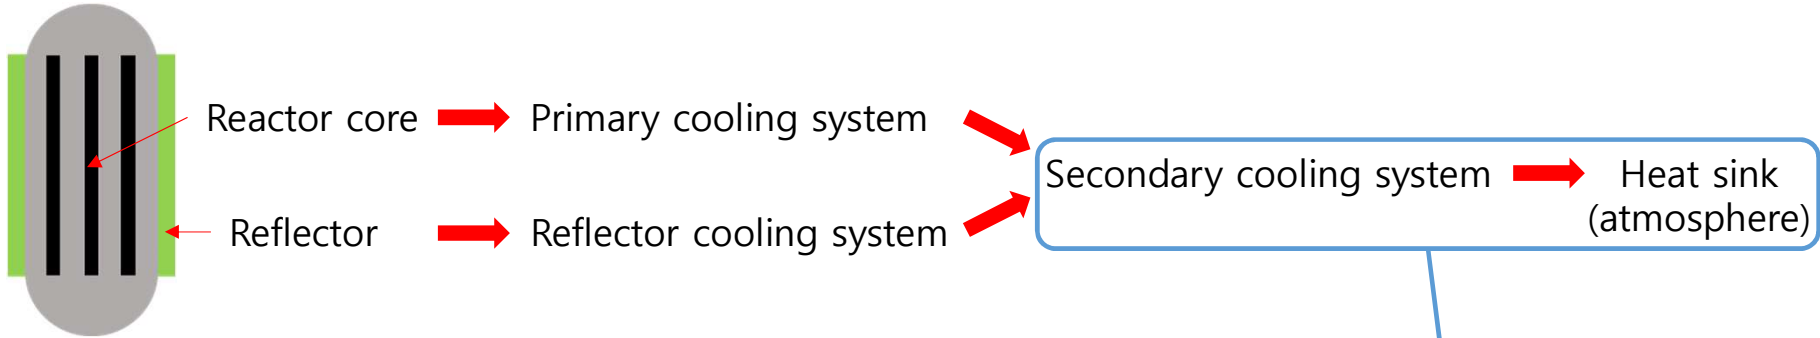 Reactor core
Primary cooling system
Reflector
Reflector cooling system
Secondary cooling system
Heat sink
(atmosphere)